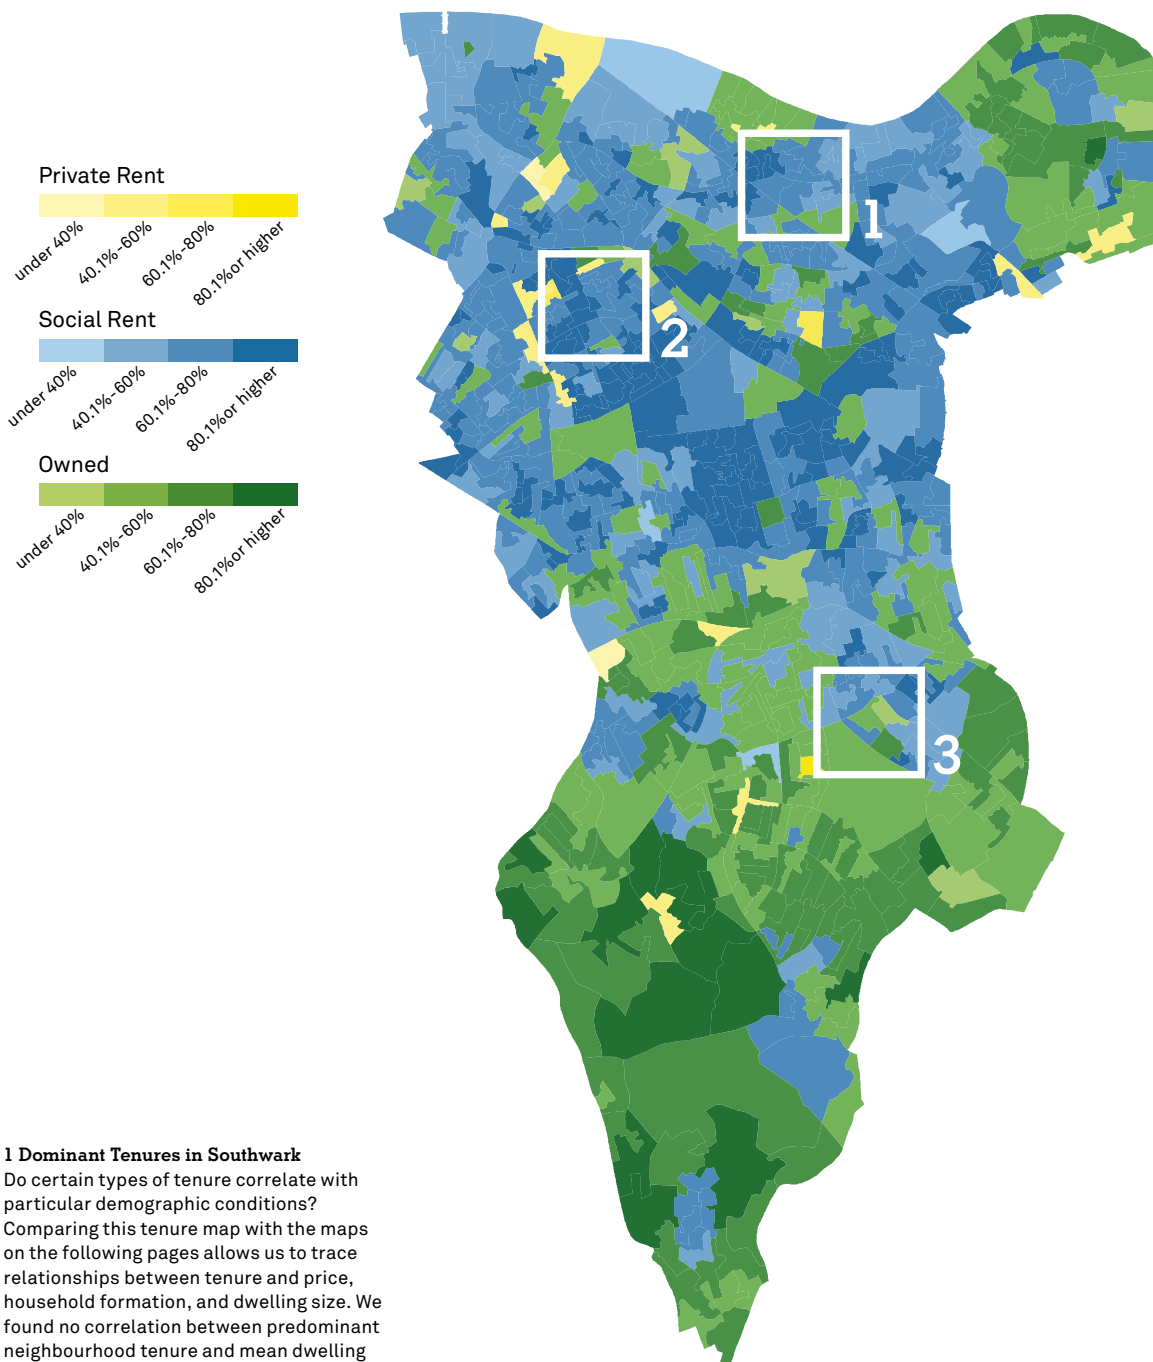 Private Rent
under 40%
40.1%-60%
60.1%-80%
80.1%or higher
Social Rent
under 40%
40.1%-60%
60.1%-80%
80.1%or higher
Owned
under 40%
40.1%-60%
60.1%-80%
80.1%or higher
1
2
3
1 Dominant Tenures in Southwark
Do certain types of tenure correlate with
particular demographic conditions?
Comparing this tenure map with the maps
on the following pages allows us to trace
relationships between tenure and price,
household formation, and dwelling size. We
found no correlation between predominant
neighbourhood tenure and mean dwelling